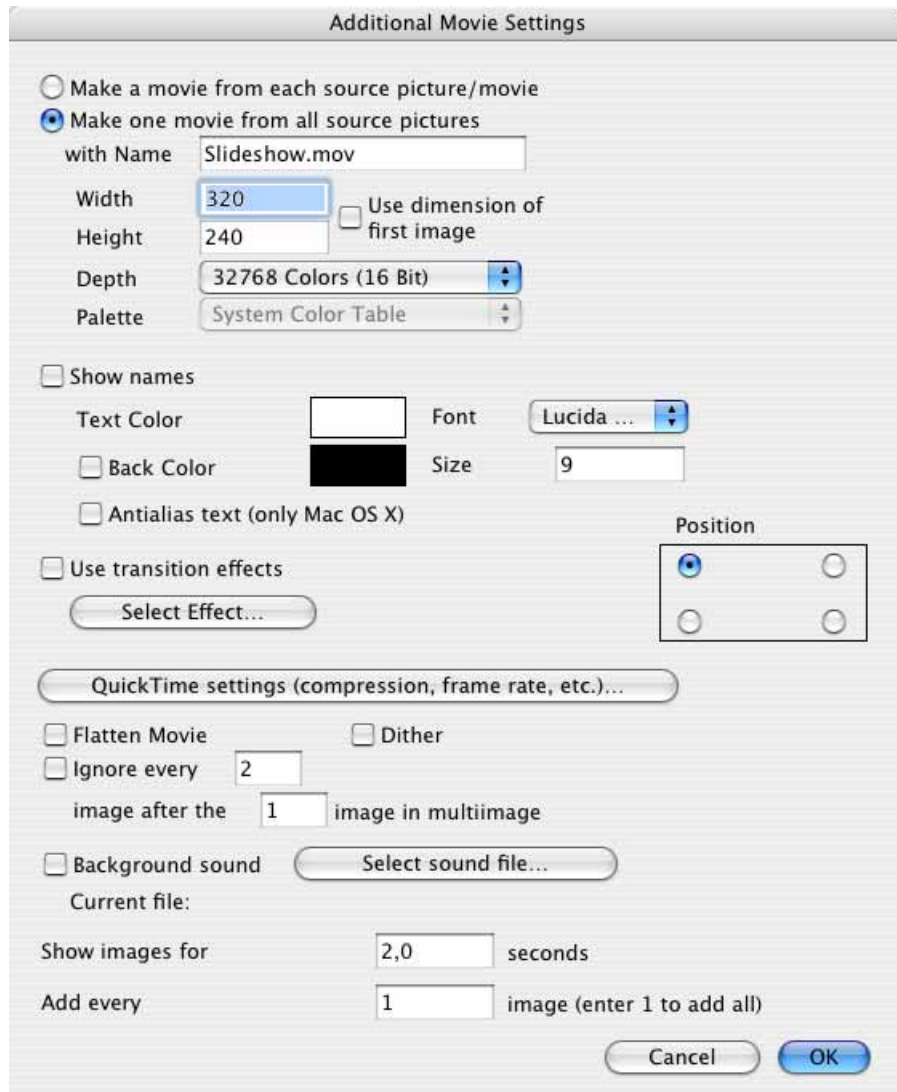 Additional Movie Settings
Make a movie from each source picture/movie
Make one movie from all source pictures
with Name Slideshow.mov
Width 320
Use dimension of
first image
Height 240
Depth 32768 Colors (16 Bit)
Palette System Color Table
Show names
Text Color Font Lucida ...
Back Color Size 9
Antialias text (only Mac OS X)
Position
Use transition effects
Select Effect...
QuickTime settings (compression, frame rate, etc.)...
Flatten Movie Dither
Ignore every 2
image after the 1 image in multiimage
Background sound Select sound file...
Current file:
Show images for 2,0 seconds
Add every 1 image (enter 1 to add all)
Cancel OK